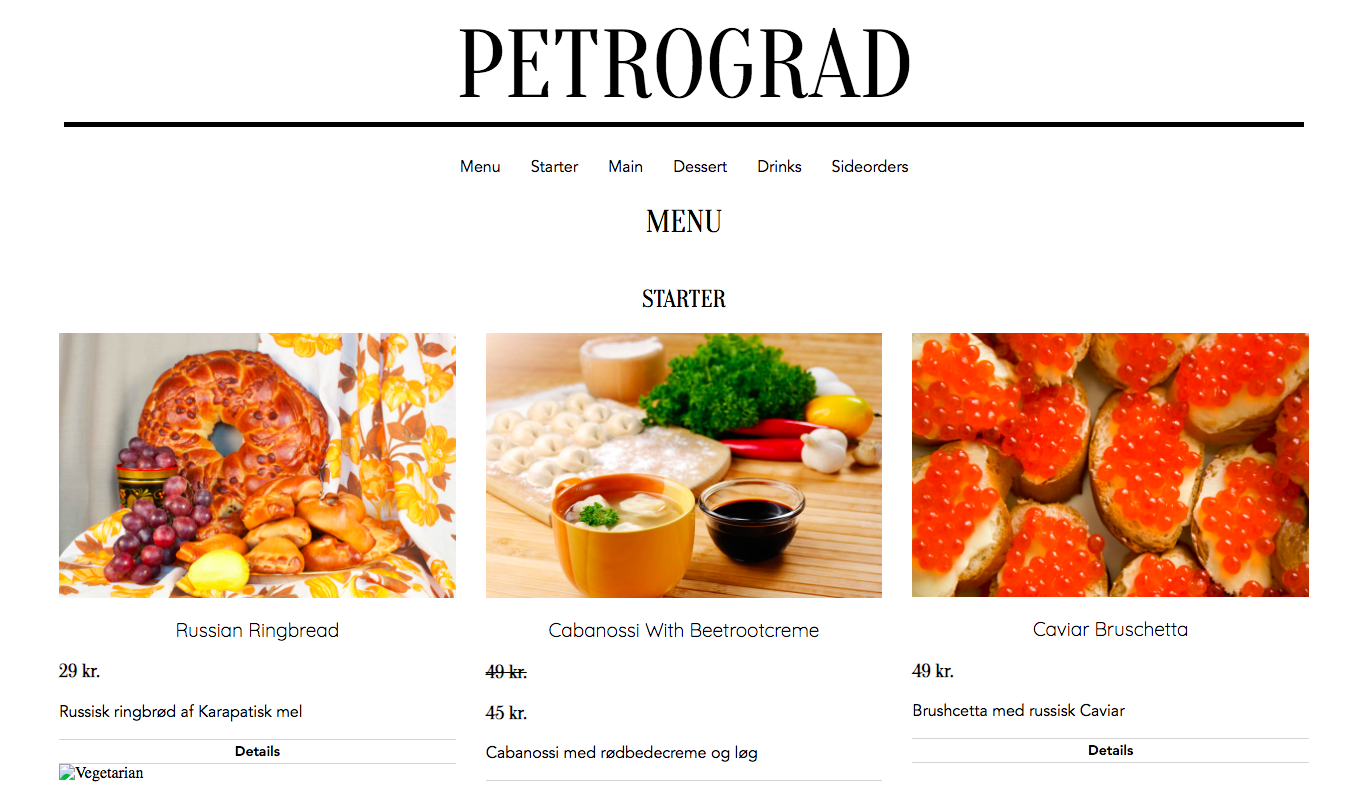 PETROGRAD
Menu Starter Main Dessert Drinks Sideorders
MENU
STARTER
Russian Ringbread
29 kr.
Russisk ringbrød af Karapatisk mel
Details
Vegetarian
Cabanossi With Beetrootcreme
49 kr.
45 kr.
Cabanossi med rødbedecreme og løg
Caviar Bruschetta
49 kr.
Brushcetta med russisk Caviar
Details